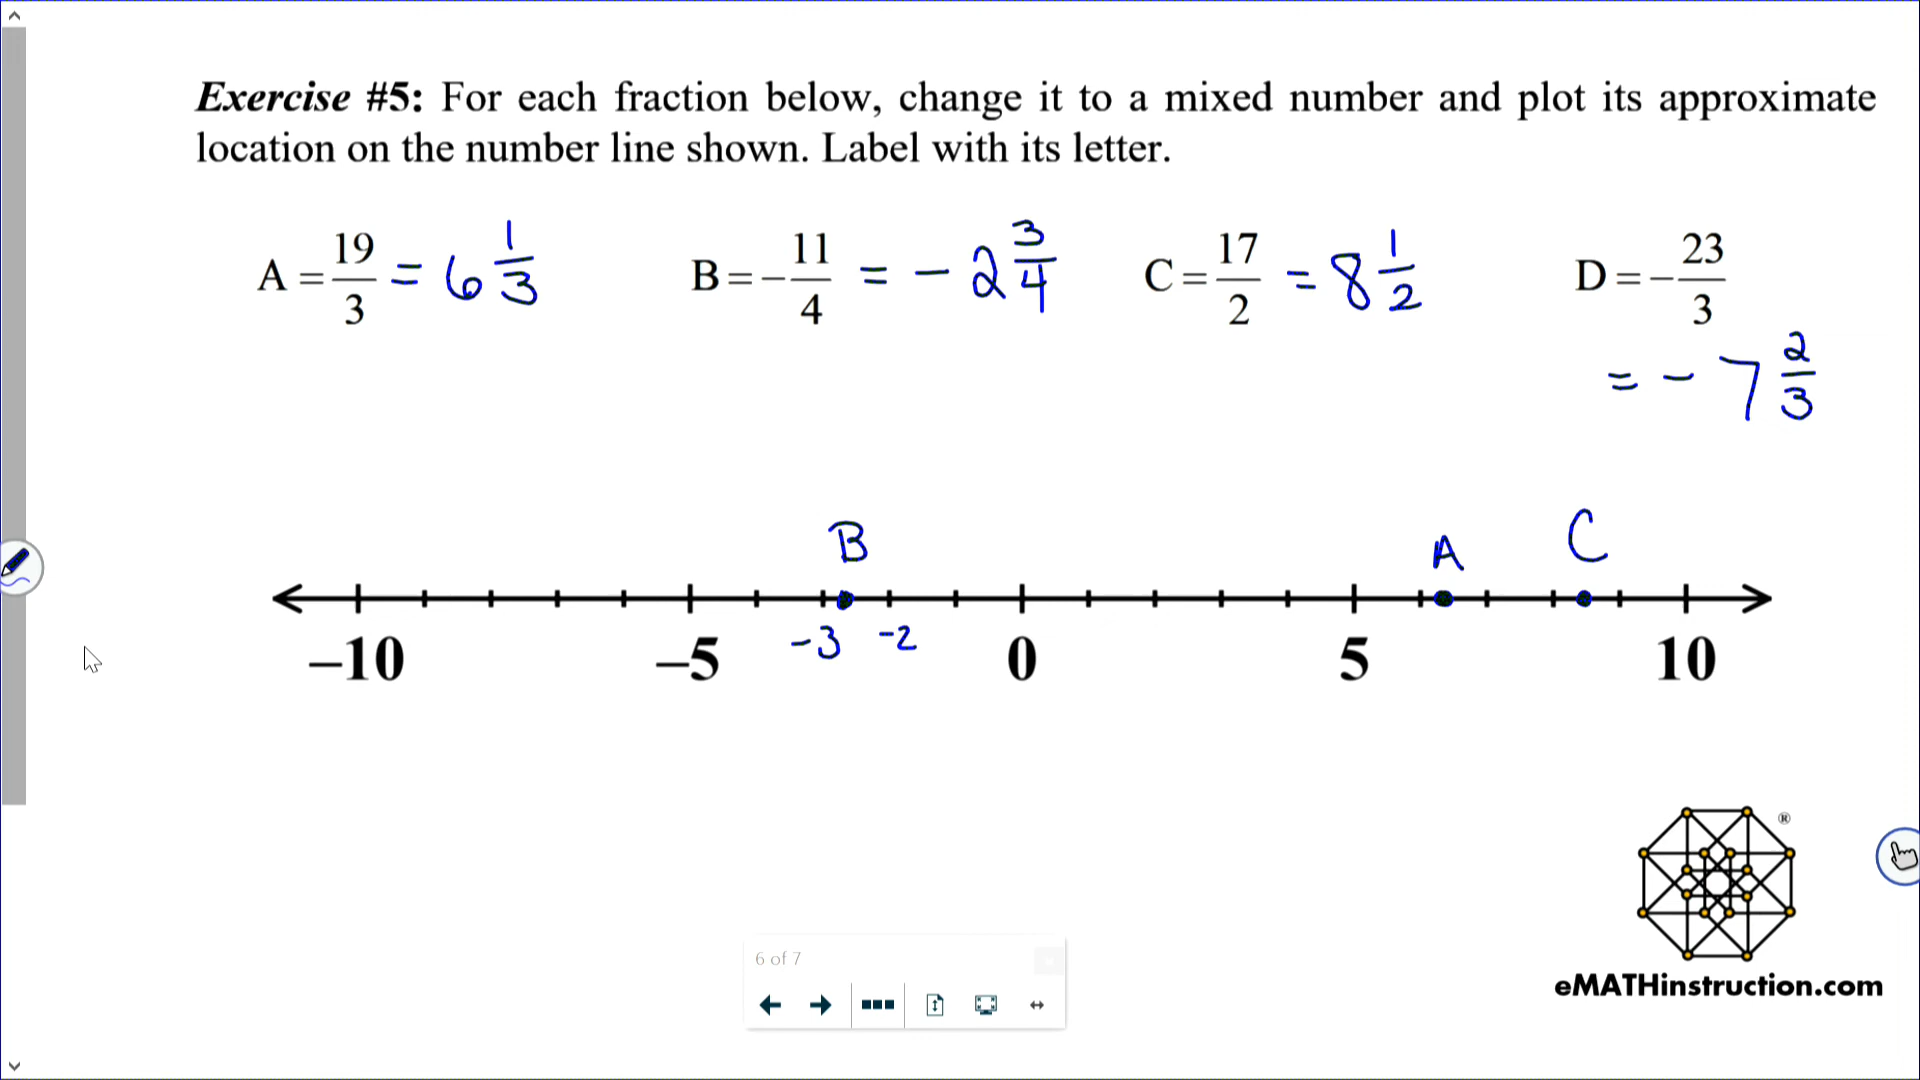 Exercise #5: For each fraction below, change it to a mixed number and plot its approximate
location on the number line shown. Label with its letter.
A = 19/3 = 6 1/3
B = –11/4 = – 2 3/4
C = 17/2 = 8 1/2
D = –23/3
= – 7 2/3
B A C
–10 –5 -3 -2 0 5 10
®
eMATHinstruction.com
6 of 7